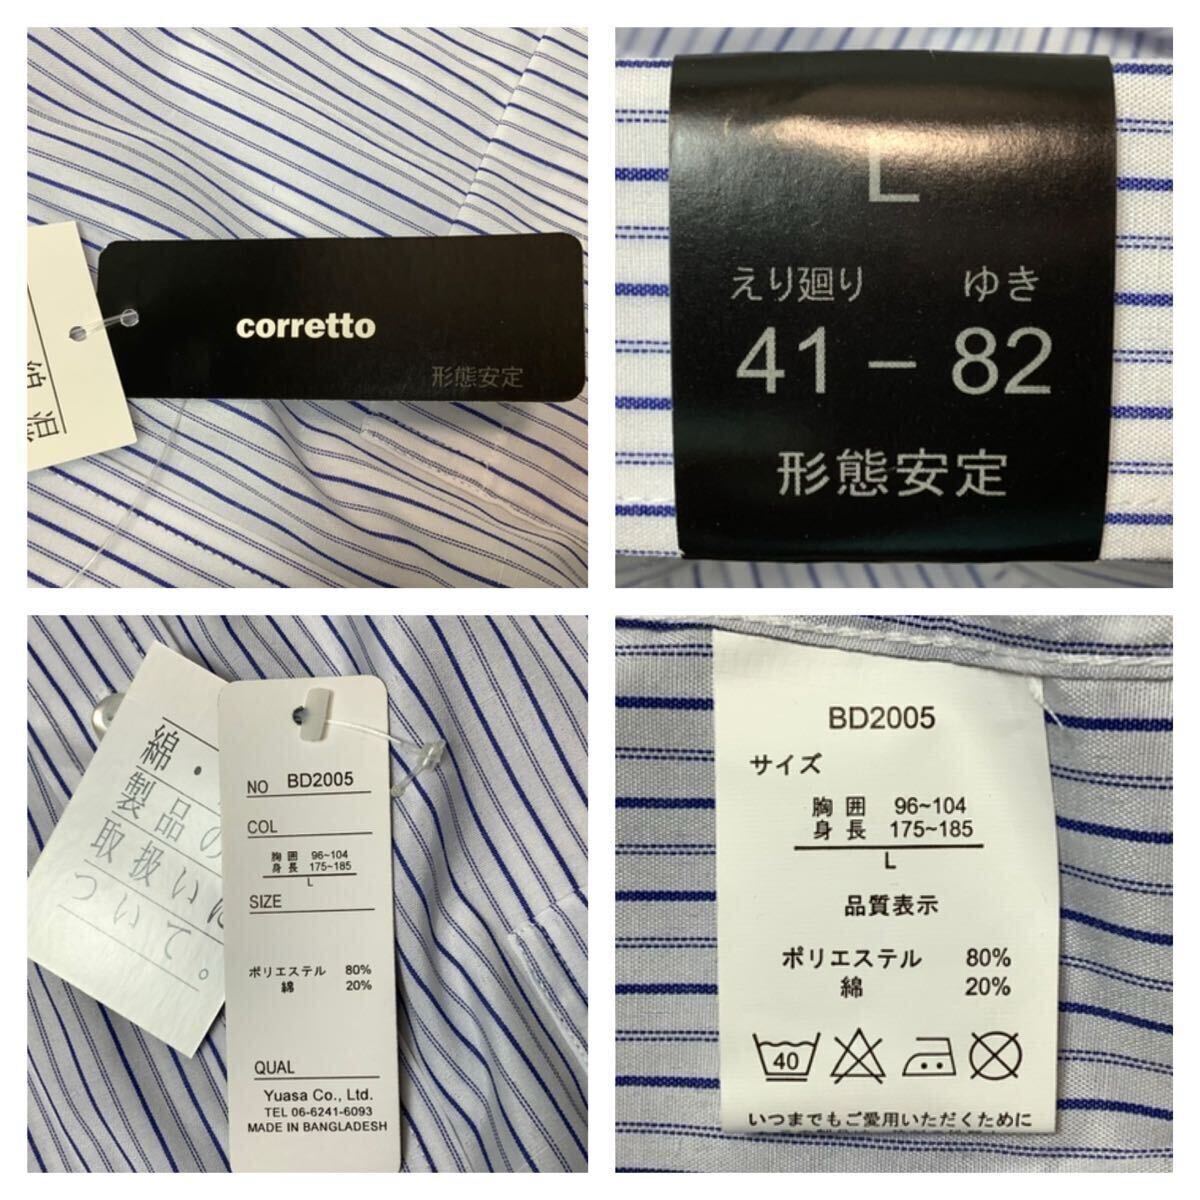 corretto
形態安定
L
えり廻り ゆき
41 – 82
形態安定
綿・
製品の
取扱いに
ついて。
NO BD2005
COL
胸囲 96~104
身長 175~185
L
SIZE
ポリエステル 80%
綿 20%
QUAL
Yuasa Co., Ltd.
TEL 06-6241-6093
MADE IN BANGLADESH
BD2005
サイズ
胸囲 96~104
身長 175~185
L
品質表示
ポリエステル 80%
綿 20%
40
いつまでもご愛用いただくために